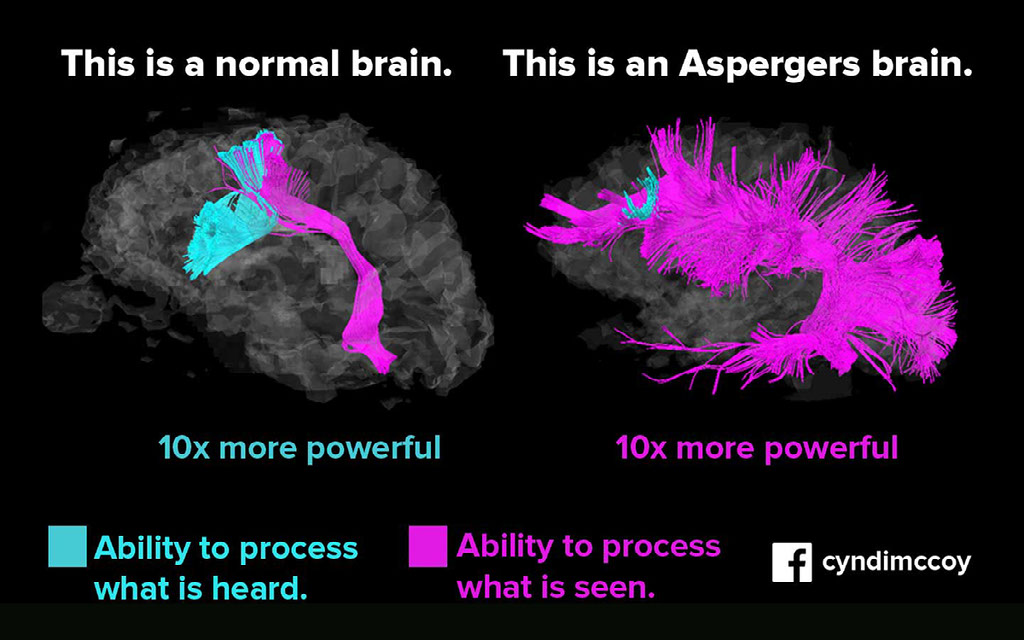 This is a normal brain.
This is an Aspergers brain.
10x more powerful
10x more powerful
Ability to process
what is heard.
Ability to process
what is seen.
f cyndimccoy